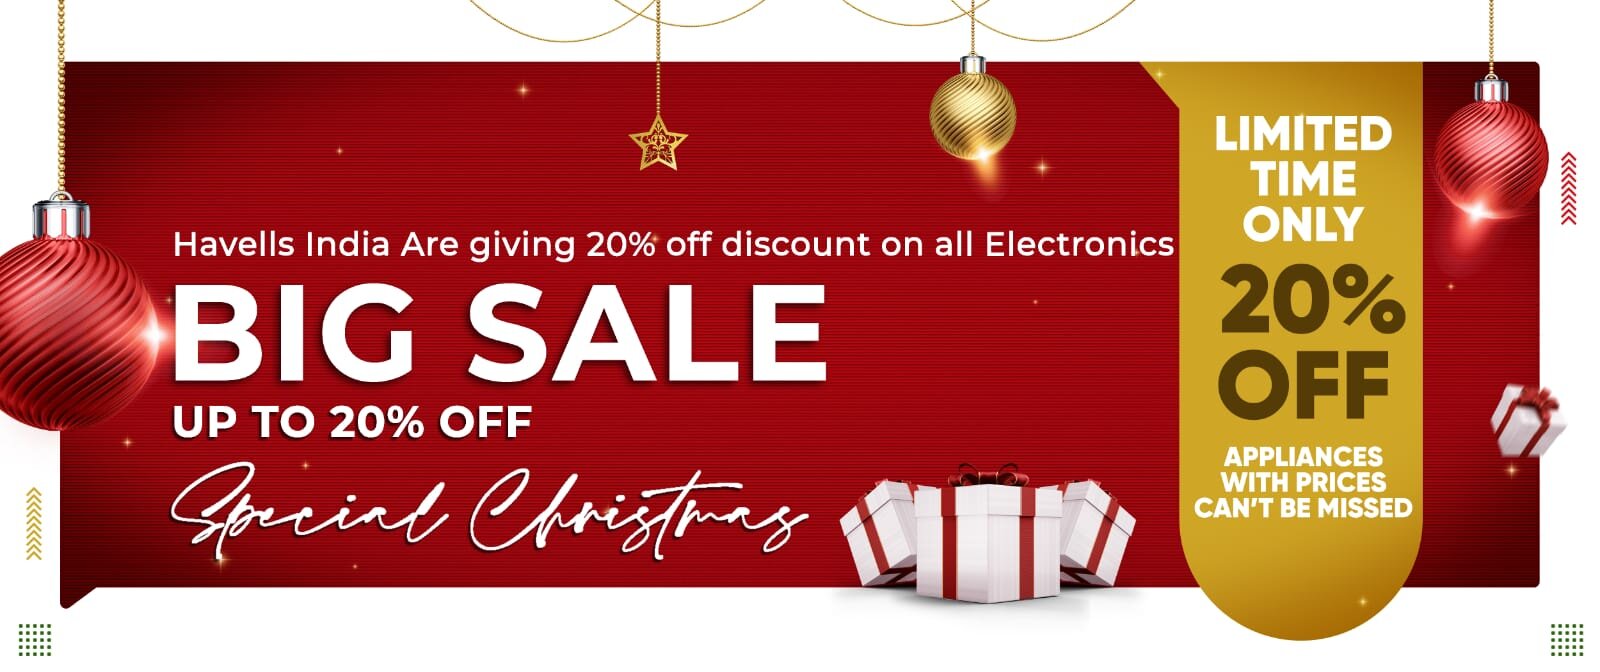 Havells India Are giving 20% off discount on all Electronics
BIG SALE
UP TO 20% OFF
Special Christmas
LIMITED
TIME
ONLY
20%
OFF
APPLIANCES
WITH PRICES
CAN'T BE MISSED